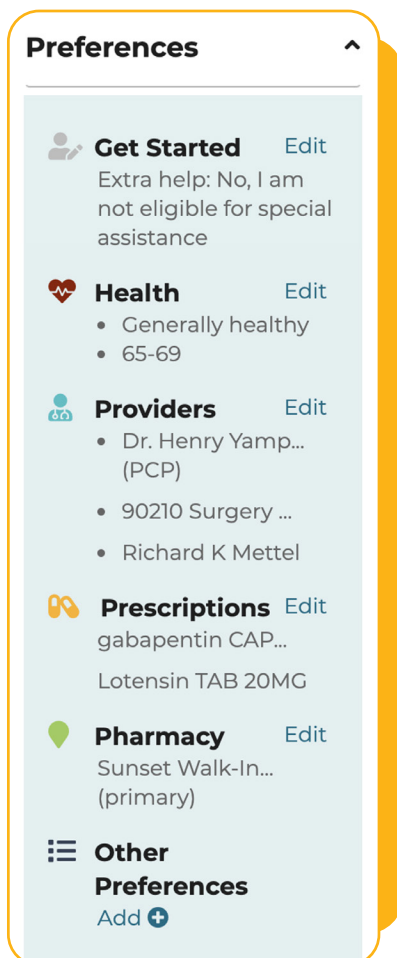 Preferences
Get Started Edit
Extra help: No, I am
not eligible for special
assistance
Health Edit
Generally healthy
65-69
Providers Edit
Dr. Henry Yamp...
(PCP)
90210 Surgery ...
Richard K Mettel
Prescriptions Edit
gabapentin CAP...
Lotensin TAB 20MG
Pharmacy Edit
Sunset Walk-In...
(primary)
Other
Preferences
Add